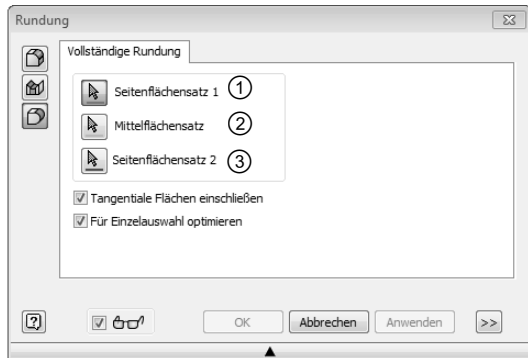 Rundung
Vollständige Rundung
Seitenflächensatz 1 ①
Mittelflächensatz ②
Seitenflächensatz 2 ③
Tangentiale Flächen einschließen
Für Einzelauswahl optimieren
? OK Abbrechen Anwenden >>